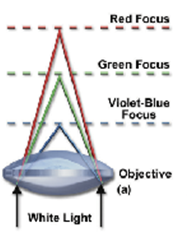 Red Focus
Green Focus
Violet-Blue
Focus
Objective
(a)
White Light